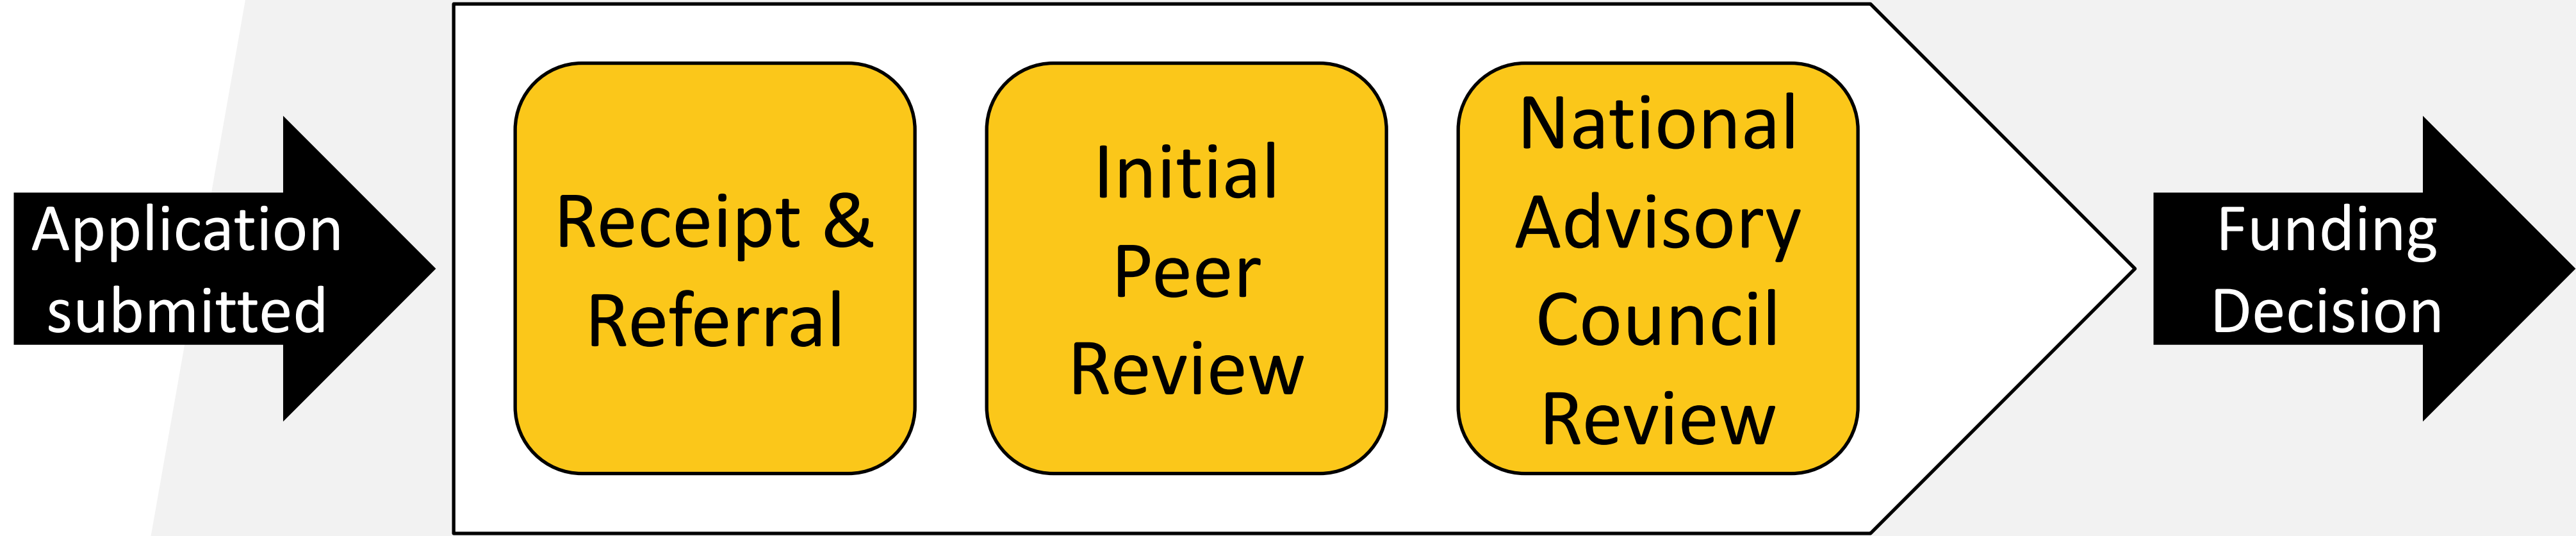 Application
submitted
Receipt &
Referral
Initial
Peer
Review
National
Advisory
Council
Review
Funding
Decision